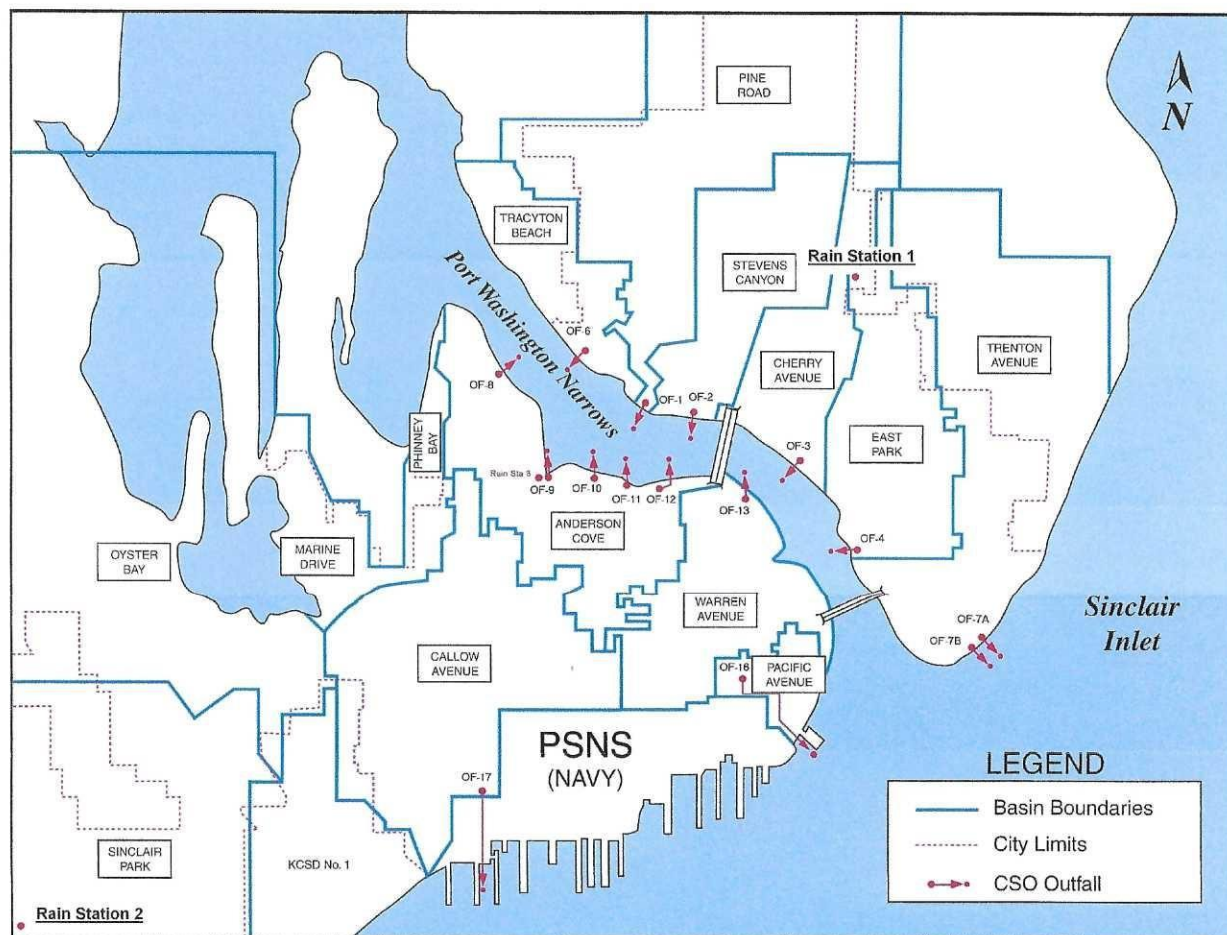 PINE
ROAD
N
TRACYTON
BEACH
Port Washington Narrows
STEVENS
CANYON
Rain Station 1
OF-6
OF-8
CHERRY
AVENUE
TRENTON
AVENUE
OF-1
OF-2
PHINNEY
BAY
EAST
PARK
OF-3
Rain Sta 3
OF-9
OF-10
OF-11
OF-12
OF-13
ANDERSON
COVE
OYSTER
BAY
MARINE
DRIVE
OF-4
WARREN
AVENUE
Sinclair
Inlet
OF-7A
OF-7B
CALLOW
AVENUE
OF-16
PACIFIC
AVENUE
PSNS
(NAVY)
OF-17
LEGEND
Basin Boundaries
City Limits
CSO Outfall
SINCLAIR
PARK
KCSD No. 1
Rain Station 2